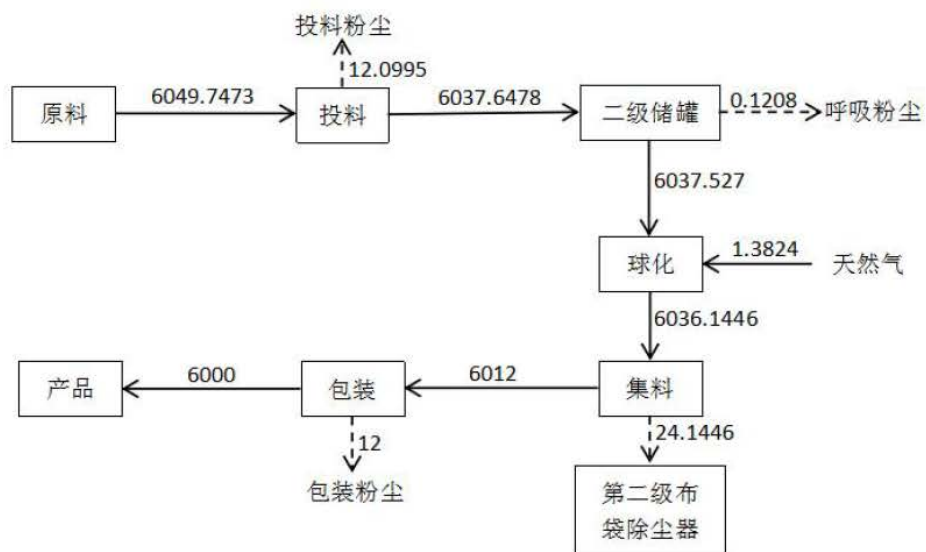 投料粉尘
12.0995
原料
6049.7473
投料
6037.6478
二级储罐
0.1208
呼吸粉尘
6037.527
球化
1.3824
天然气
6036.1446
产品
6000
包装
6012
集料
12
24.1446
包装粉尘
第二级布
袋除尘器